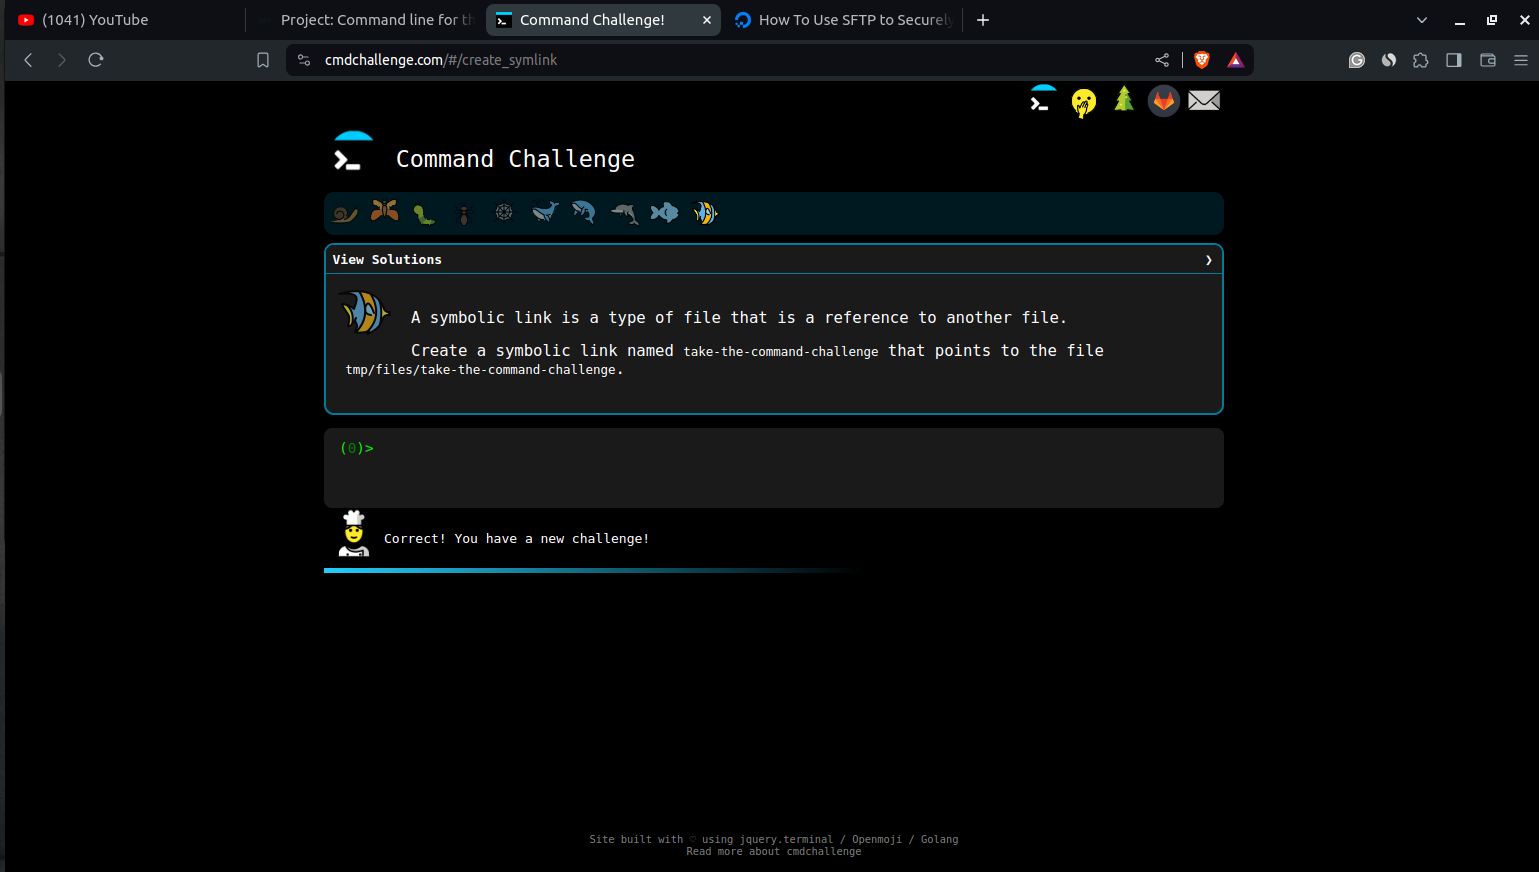 (1041) YouTube
Project: Command line for th
Command Challenge!
How To Use SFTP to Securely
cmdchallenge.com/#/create_symlink
Command Challenge
View Solutions
A symbolic link is a type of file that is a reference to another file.
Create a symbolic link named take-the-command-challenge that points to the file
tmp/files/take-the-command-challenge.
(0)>
Correct! You have a new challenge!
Site built with ♡ using jquery.terminal / Openmoji / Golang
Read more about cmdchallenge